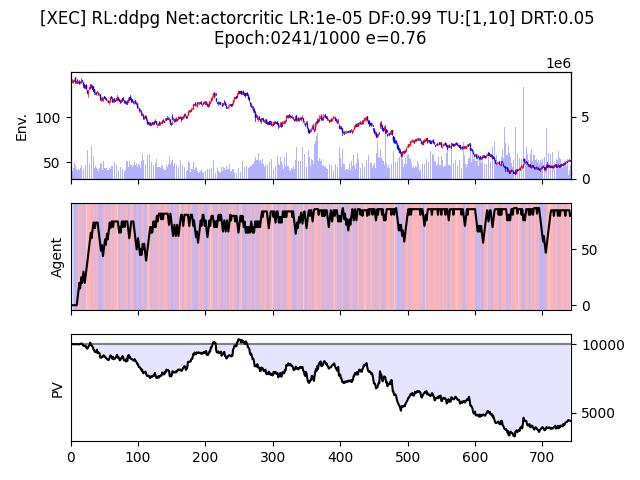 [XEC] RL:ddpg Net:actorcritic LR:1e-05 DF:0.99 TU:[1,10] DRT:0.05
Epoch:0241/1000 e=0.76
1e6
Env.
100
50
5
0
Agent
50
0
PV
10000
5000
0 100 200 300 400 500 600 700